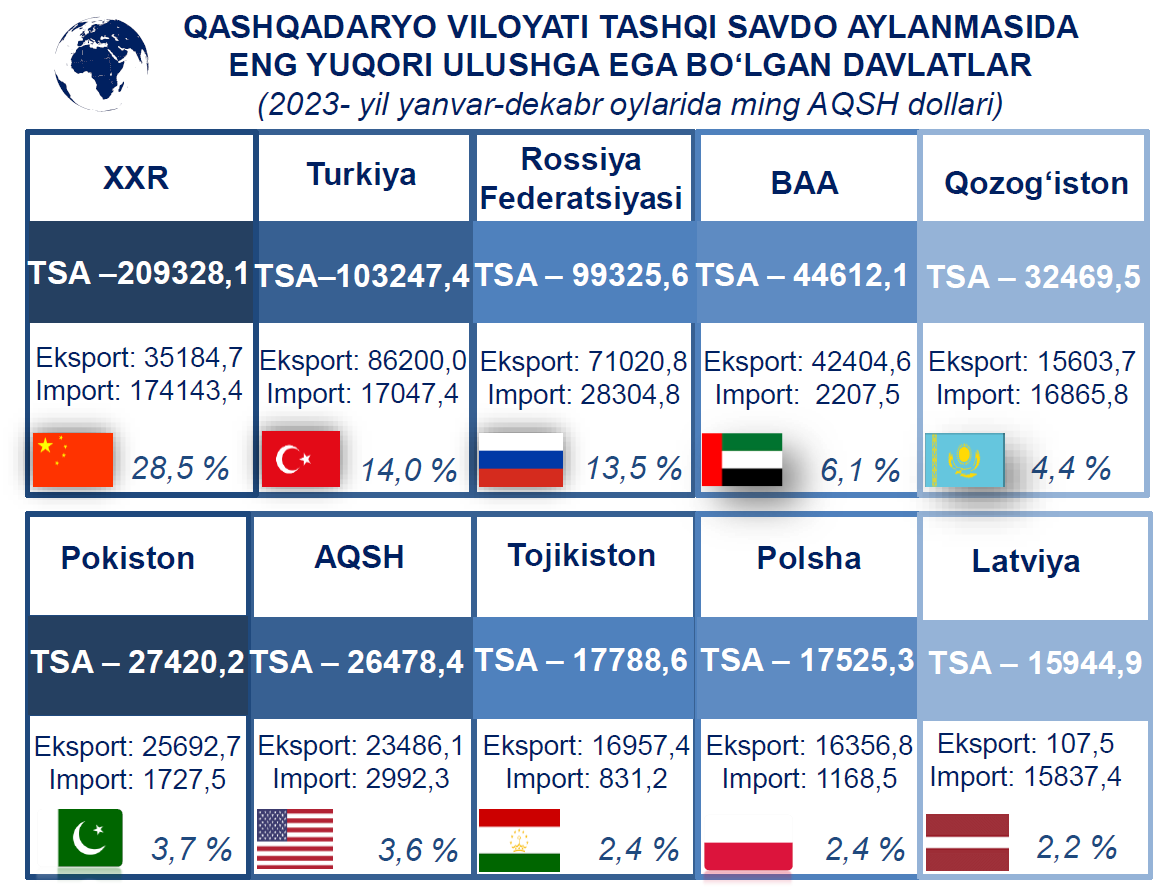 QASHQADARYO VILOYATI TASHQI SAVDO AYLANMASIDA
ENG YUQORI ULUSHGA EGA BO‘LGAN DAVLATLAR
(2023- yil yanvar-dekabr oylarida ming AQSH dollari)
XXR
TSA –209328,1
Eksport: 35184,7
Import: 174143,4
28,5 %
Turkiya
TSA–103247,4
Eksport: 86200,0
Import: 17047,4
14,0 %
Rossiya
Federatsiyasi
TSA – 99325,6
Eksport: 71020,8
Import: 28304,8
13,5 %
BAA
TSA – 44612,1
Eksport: 42404,6
Import: 2207,5
6,1 %
Qozog‘iston
TSA – 32469,5
Eksport: 15603,7
Import: 16865,8
4,4 %
Pokiston
TSA – 27420,2
Eksport: 25692,7
Import: 1727,5
3,7 %
AQSH
TSA – 26478,4
Eksport: 23486,1
Import: 2992,3
3,6 %
Tojikiston
TSA – 17788,6
Eksport: 16957,4
Import: 831,2
2,4 %
Polsha
TSA – 17525,3
Eksport: 16356,8
Import: 1168,5
2,4 %
Latviya
TSA – 15944,9
Eksport: 107,5
Import: 15837,4
2,2 %